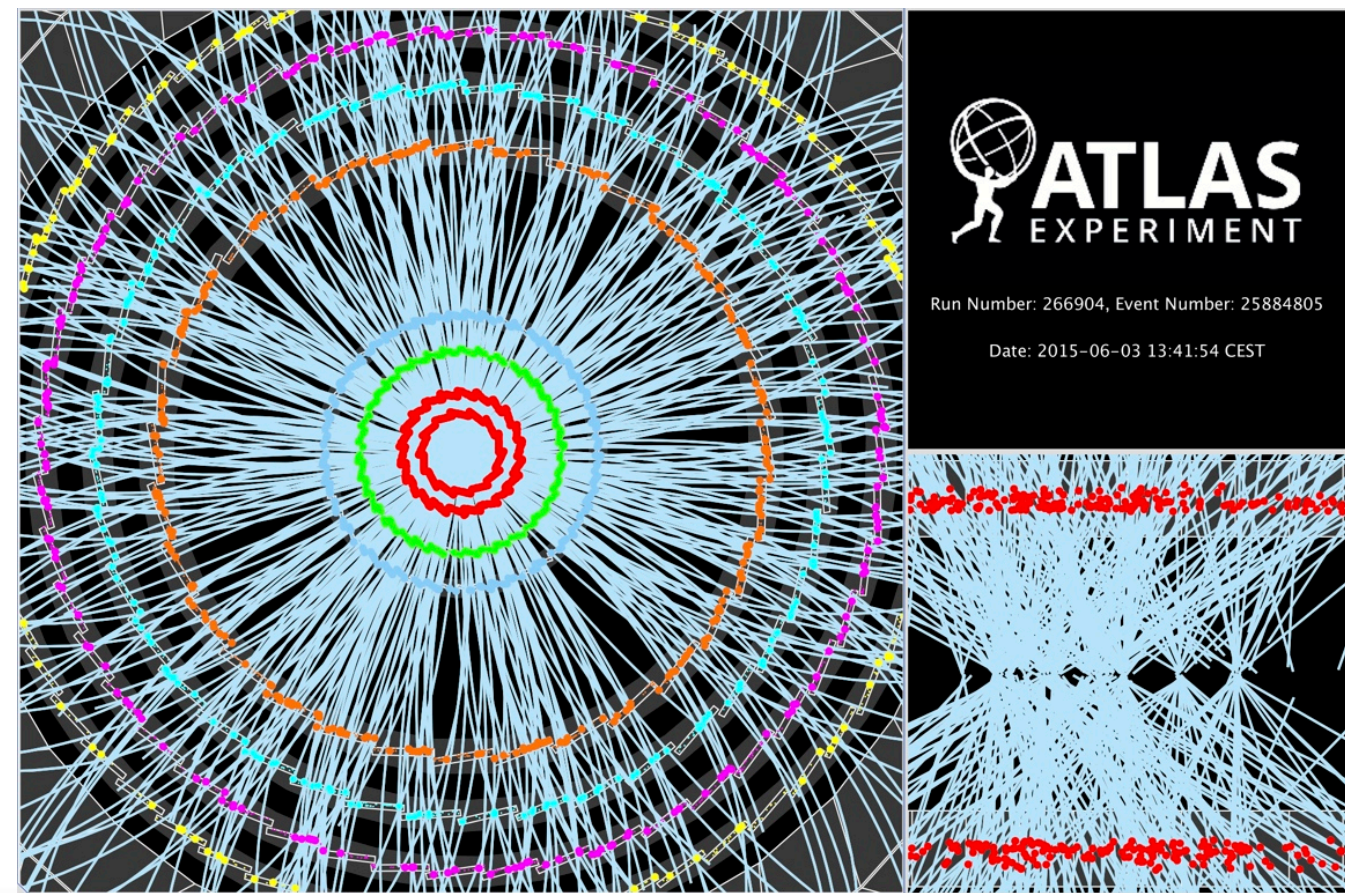 ATLAS
EXPERIMENT
Run Number: 266904, Event Number: 25884805
Date: 2015-06-03 13:41:54 CEST